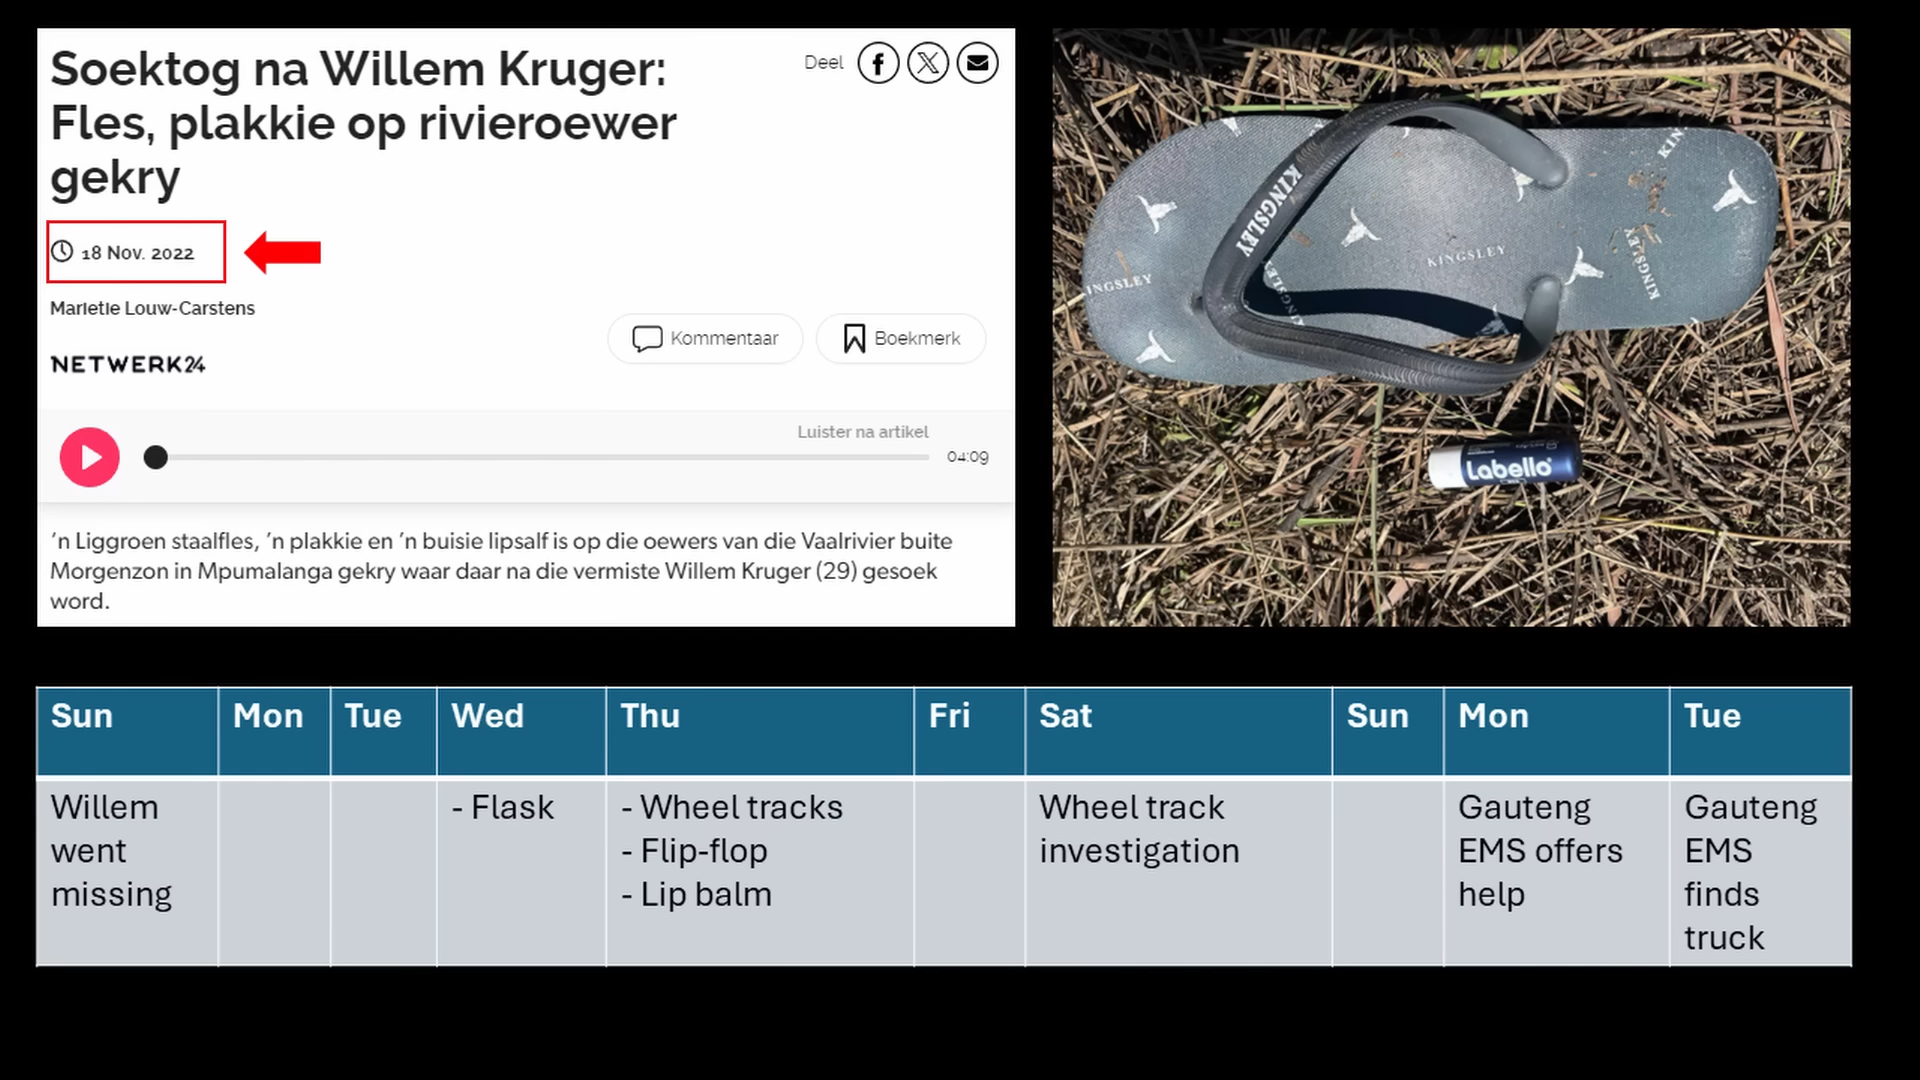 Soektog na Willem Kruger:
Fles, plakkie op rivieroewer
gekry
Deel
18 Nov. 2022
Marietie Louw-Carstens
NETWERK24
Kommentaar
Boekmerk
Luister na artikel
04:09
’n Liggroen staalfles, ’n plakkie en ’n buisie lipsalf is op die oewers van die Vaalrivier buite
Morgenzon in Mpumalanga gekry waar daar na die vermiste Willem Kruger (29) gesoek
word.
KINGSLEY
KINGSLEY
INGSLEY
KINGSLEY
KINGSLEY
KIN
Labello
Sun Mon Tue Wed Thu Fri Sat Sun Mon Tue
Willem
went
missing
- Flask
- Wheel tracks
- Flip-flop
- Lip balm
Wheel track
investigation
Gauteng
EMS offers
help
Gauteng
EMS
finds
truck